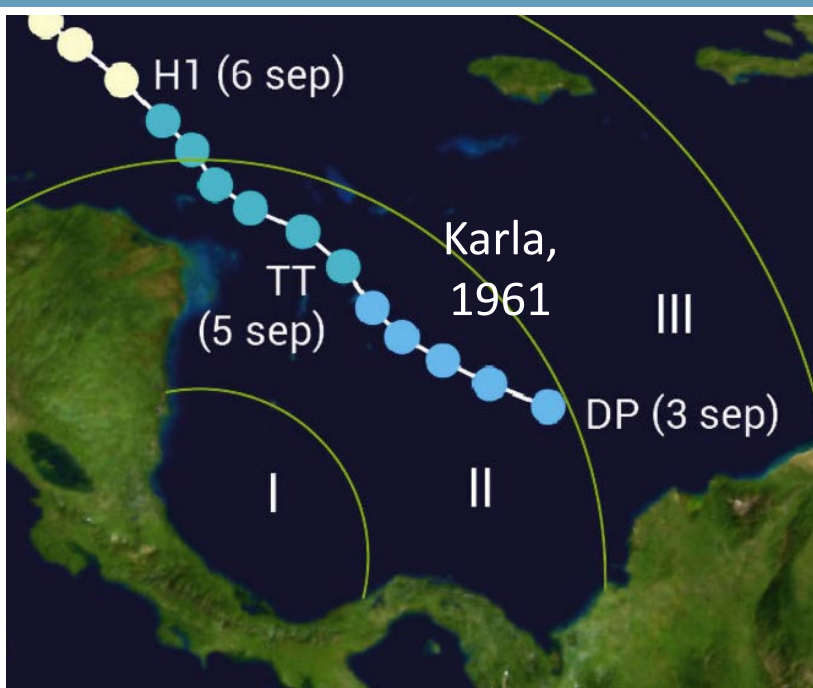 H1 (6 sep)
Karla,
1961
TT
(5 sep)
III
DP (3 sep)
I
II